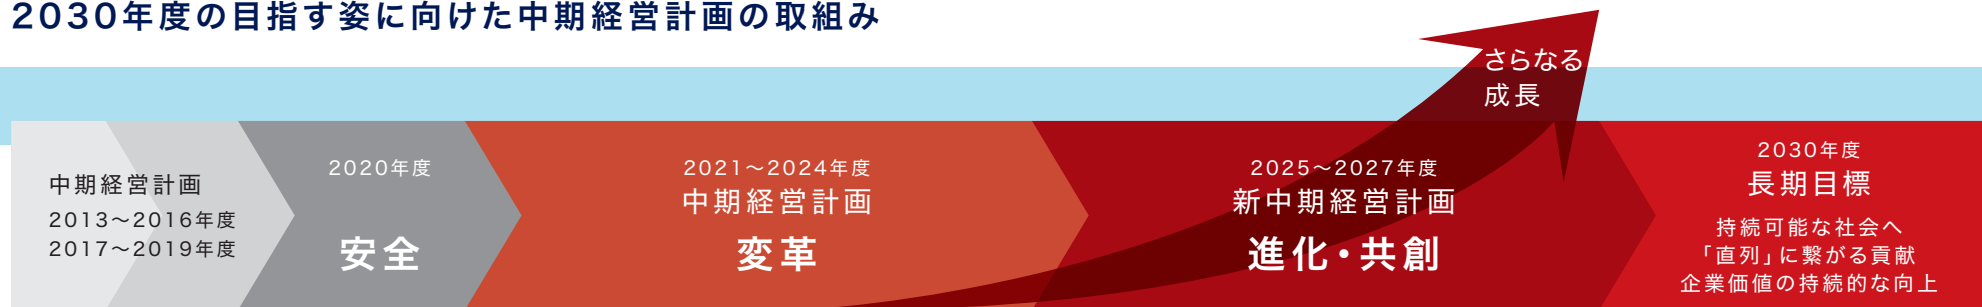 2030年度の目指す姿に向けた中期経営計画の取組み
さらなる
成長
中期経営計画
2013～2016年度
2017～2019年度
2020年度
安全
2021～2024年度
中期経営計画
変革
2025～2027年度
新中期経営計画
進化・共創
2030年度
長期目標
持続可能な社会へ
「直列」に繋がる貢献
企業価値の持続的な向上